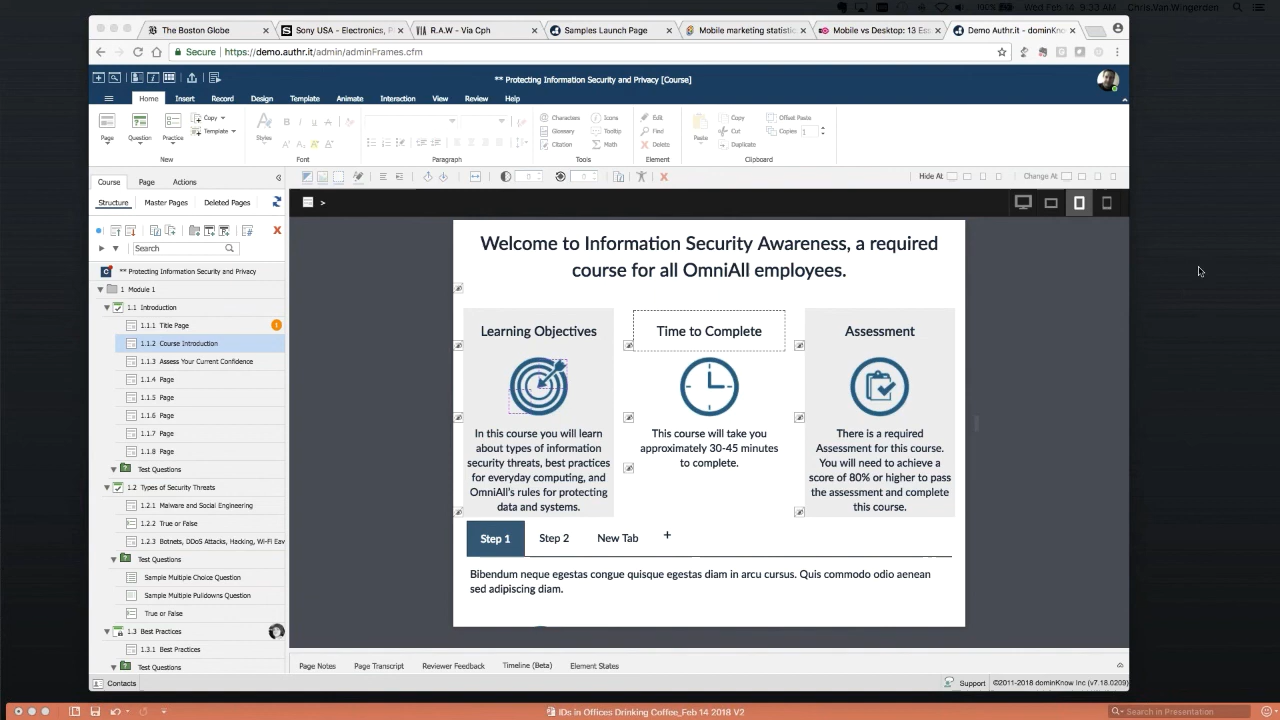 100%
Wed Feb 14 9:33 AM Chris.Van.Wingerden
The Boston Globe
Sony USA - Electronics, P
R.A.W - Via Cph
Samples Launch Page
Mobile marketing statistic
Mobile vs Desktop: 13 Ess
Demo Authr.it - dominKno
Secure https://demo.authr.it/admin/adminFrames.cfm
** Protecting Information Security and Privacy [Course]
Home Insert Record Design Template Animate Interaction View Review Help
Copy
Template
Page Question Practice
New
Styles
B I U A
Font
Paragraph
Characters Icons
Glossary Tooltip
Citation Math
Tools
Edit
Find
Delete
Element
Paste
Copy Offset Paste
Cut Copies 1
Duplicate
Clipboard
Course Page Actions
Hide At Change At
Structure Master Pages Deleted Pages
Search
** Protecting Information Security and Privacy
1 Module 1
1.1 Introduction
1.1.1 Title Page
1
1.1.2 Course Introduction
1.1.3 Assess Your Current Confidence
1.1.4 Page
1.1.5 Page
1.1.6 Page
1.1.7 Page
1.1.8 Page
Test Questions
1.2 Types of Security Threats
1.2.1 Malware and Social Engineering
1.2.2 True or False
1.2.3 Botnets, DDoS Attacks, Hacking, Wi-Fi Eav
Test Questions
Sample Multiple Choice Question
Sample Multiple Pulldowns Question
True or False
1.3 Best Practices
1.3.1 Best Practices
Test Questions
Contacts
>
Welcome to Information Security Awareness, a required
course for all OmniAll employees.
Learning Objectives
In this course you will learn
about types of information
security threats, best practices
for everyday computing, and
OmniAll's rules for protecting
data and systems.
Time to Complete
This course will take you
approximately 30-45 minutes
to complete.
Assessment
There is a required
Assessment for this course.
You will need to achieve a
score of 80% or higher to pass
the assessment and complete
this course.
Step 1 Step 2 New Tab +
Bibendum neque egestas congue quisque egestas diam in arcu cursus. Quis commodo odio aenean
sed adipiscing diam.
Page Notes Page Transcript Reviewer Feedback Timeline (Beta) Element States
Support ©2011-2018 dominKnow Inc (v7.18.0209)
IDs in Offices Drinking Coffee_Feb 14 2018 V2
Search in Presentation